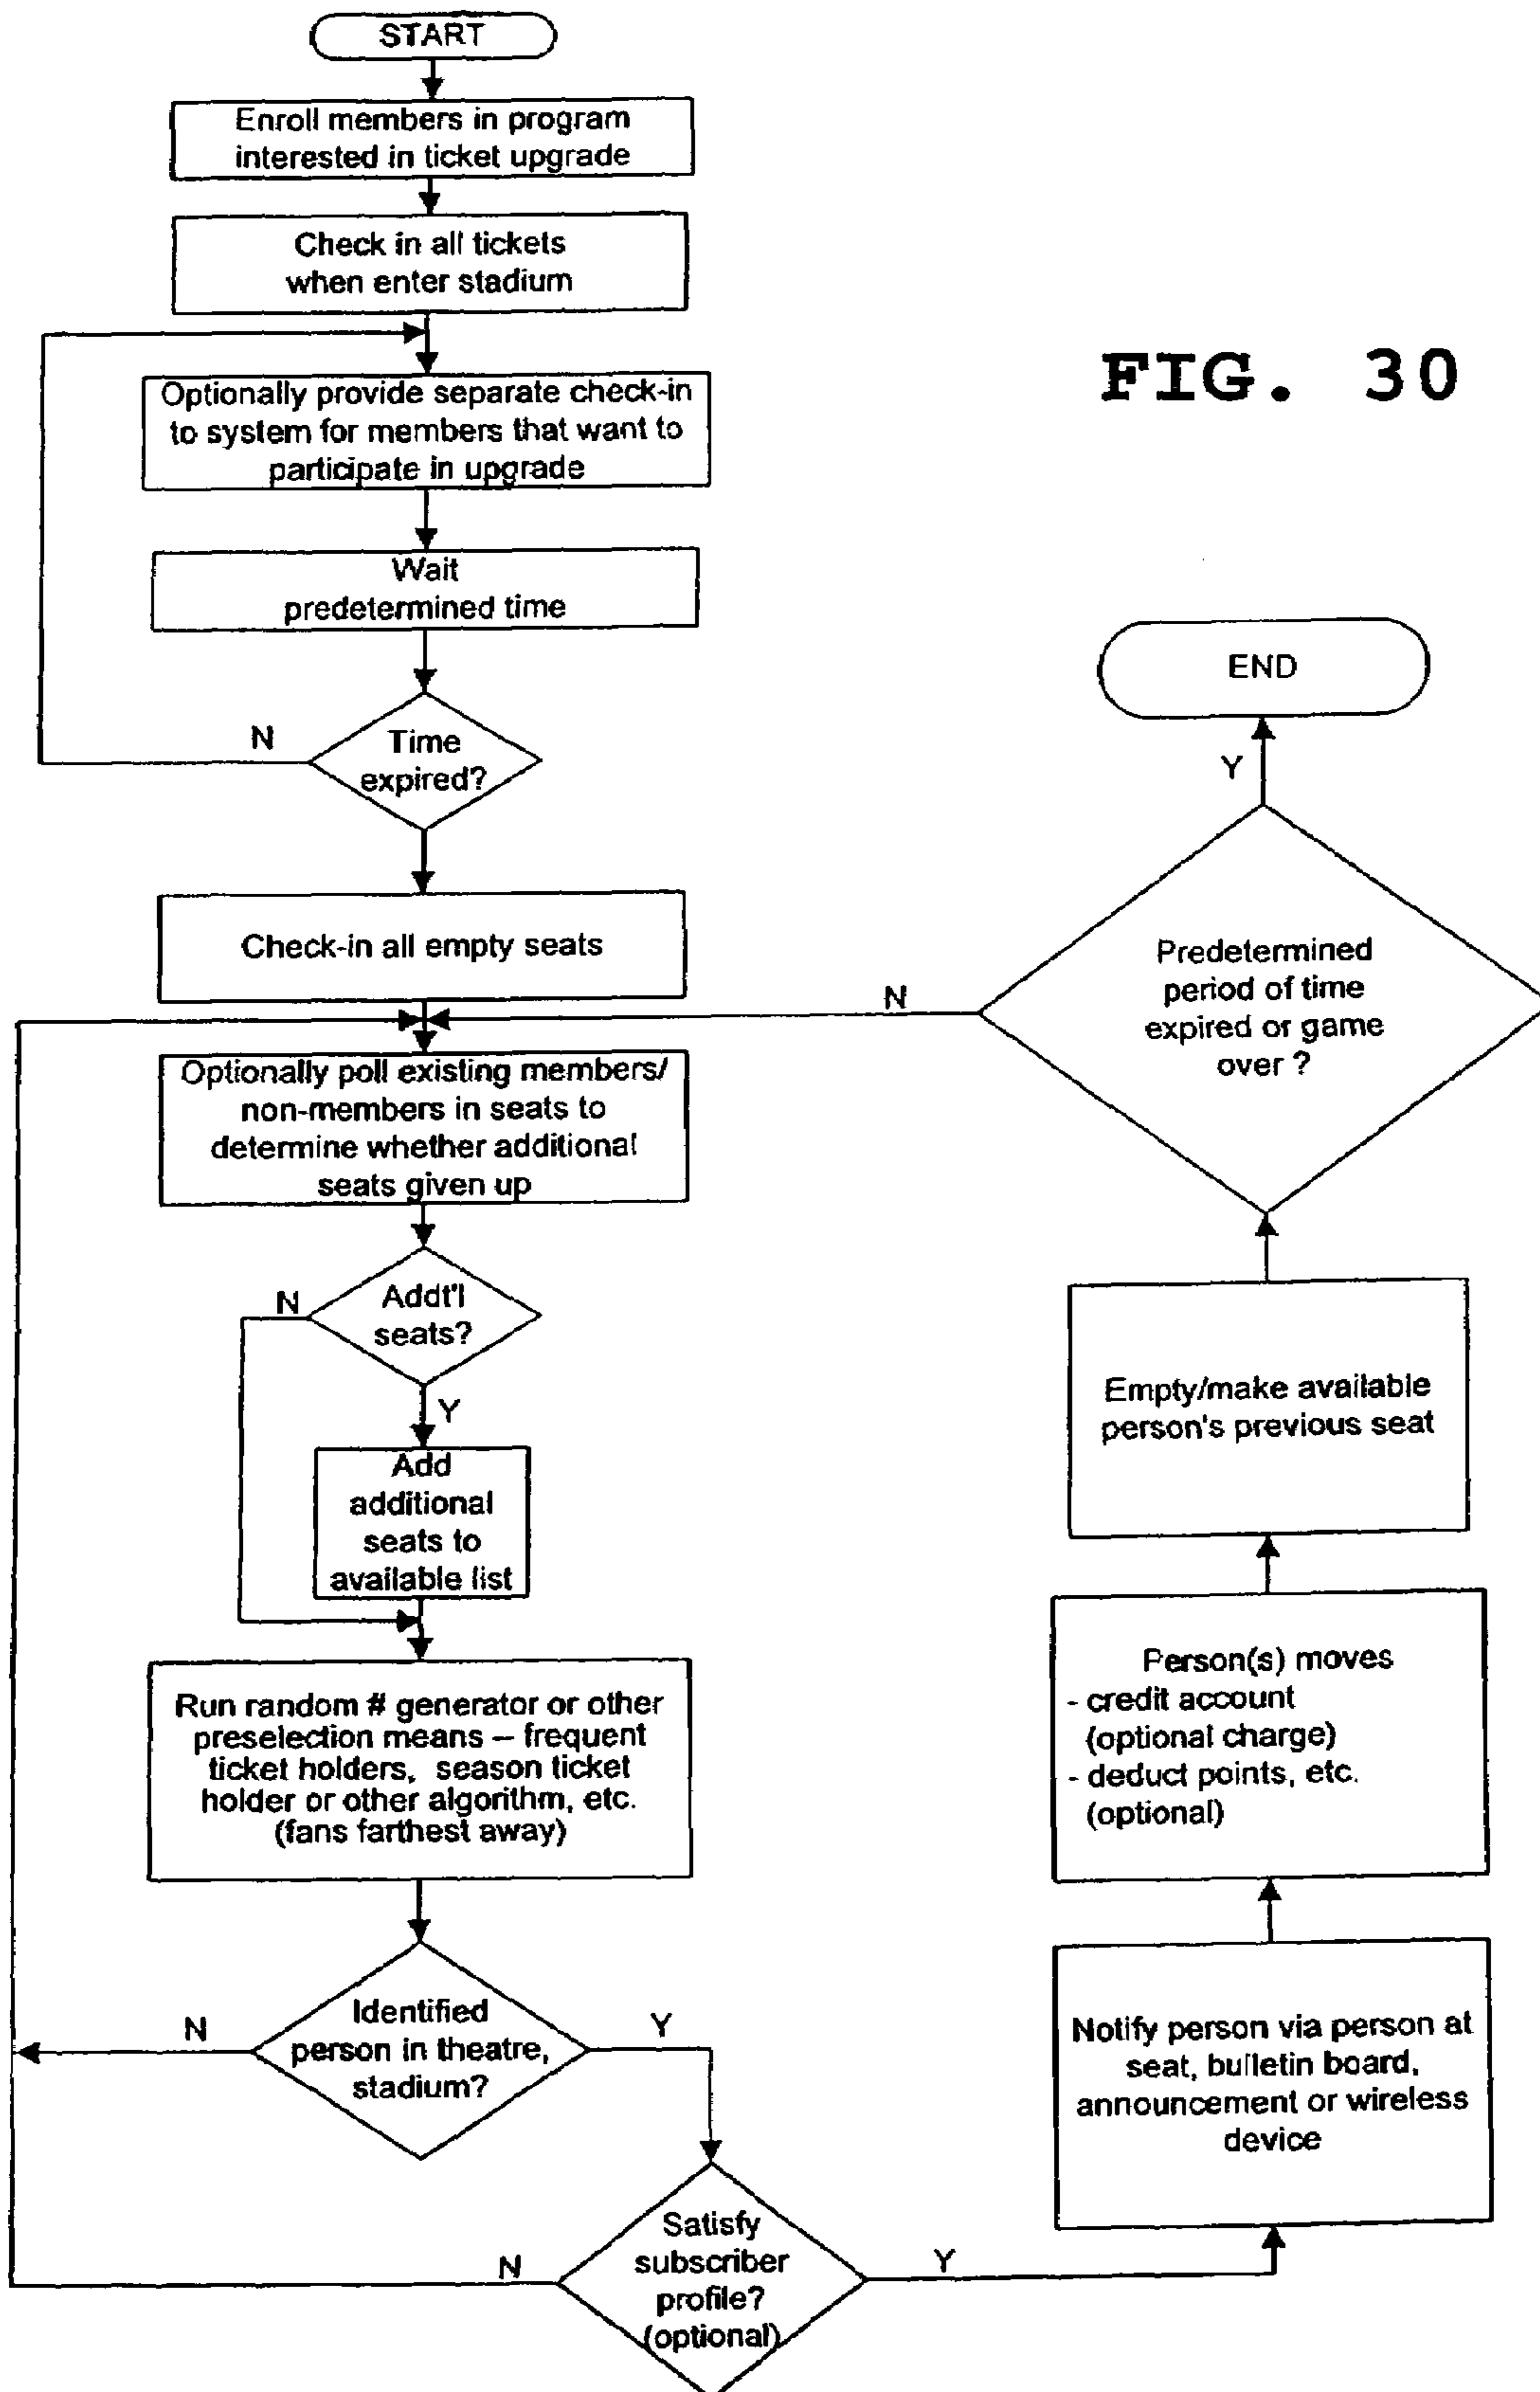 START
Enroll members in program
interested in ticket upgrade
Check in all tickets
when enter stadium
FIG. 30
Optionally provide separate check-in
to system for members that want to
participate in upgrade
Wait
predetermined time
N
Time
expired?
Check-in all empty seats
Optionally poll existing members/
non-members in seats to
determine whether additional
seats given up
N
Addt'l
seats?
Y
Add
additional
seats to
available list
Run random # generator or other
preselection means – frequent
ticket holders, season ticket
holder or other algorithm, etc.
(fans farthest away)
N
Identified
person in theatre,
stadium?
Y
N
Satisfy
subscriber
profile?
(optional)
Y
Notify person via person at
seat, bulletin board,
announcement or wireless
device
Person(s) moves
- credit account
(optional charge)
- deduct points, etc.
(optional)
Empty/make available
person's previous seat
Predetermined
period of time
expired or game
over ?
N
Y
END